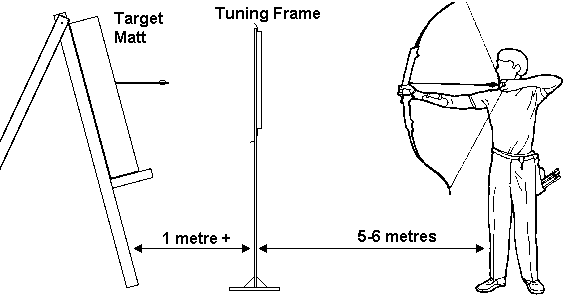 Target
Matt
Tuning Frame
1 metre +
5-6 metres